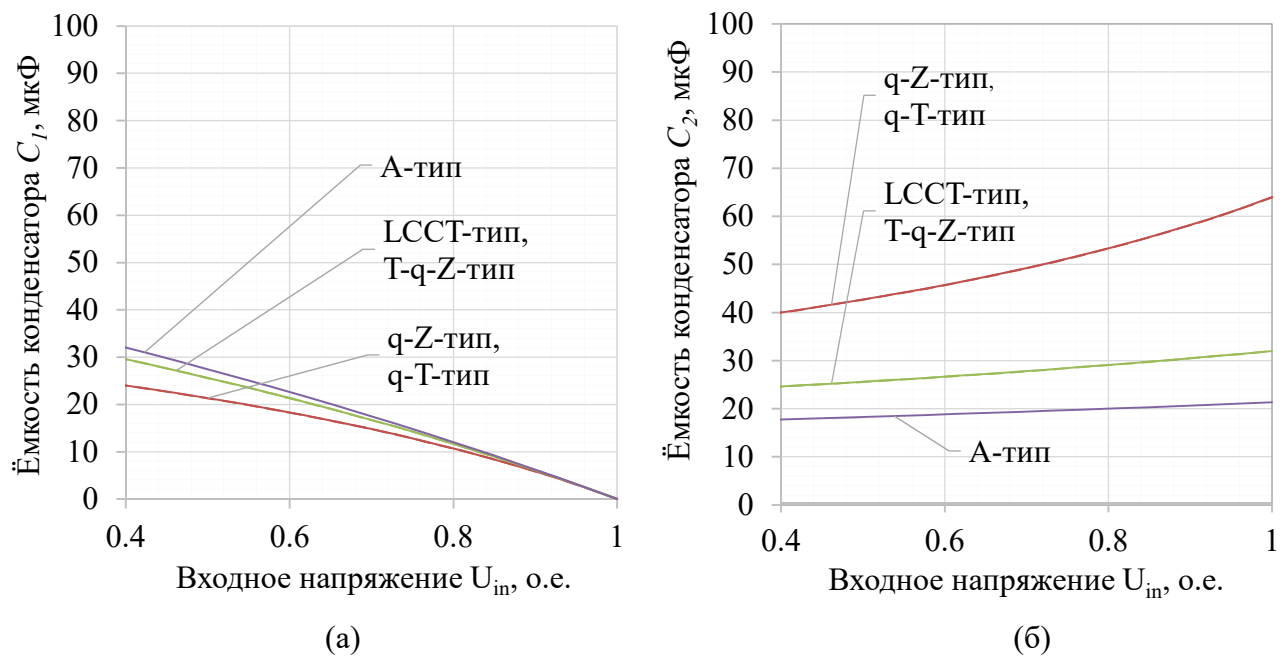 Ёмкость конденсатора C1, мкФ
100
90
80
70
60
50
40
30
20
10
0
А-тип
LCCT-тип,
T-q-Z-тип
q-Z-тип,
q-T-тип
0.4
0.6
0.8
1
Входное напряжение Uin, о.е.
(а)
Ёмкость конденсатора C2, мкФ
100
90
80
70
60
50
40
30
20
10
0
q-Z-тип,
q-T-тип
LCCT-тип,
T-q-Z-тип
А-тип
0.4
0.6
0.8
1
Входное напряжение Uin, о.е.
(б)